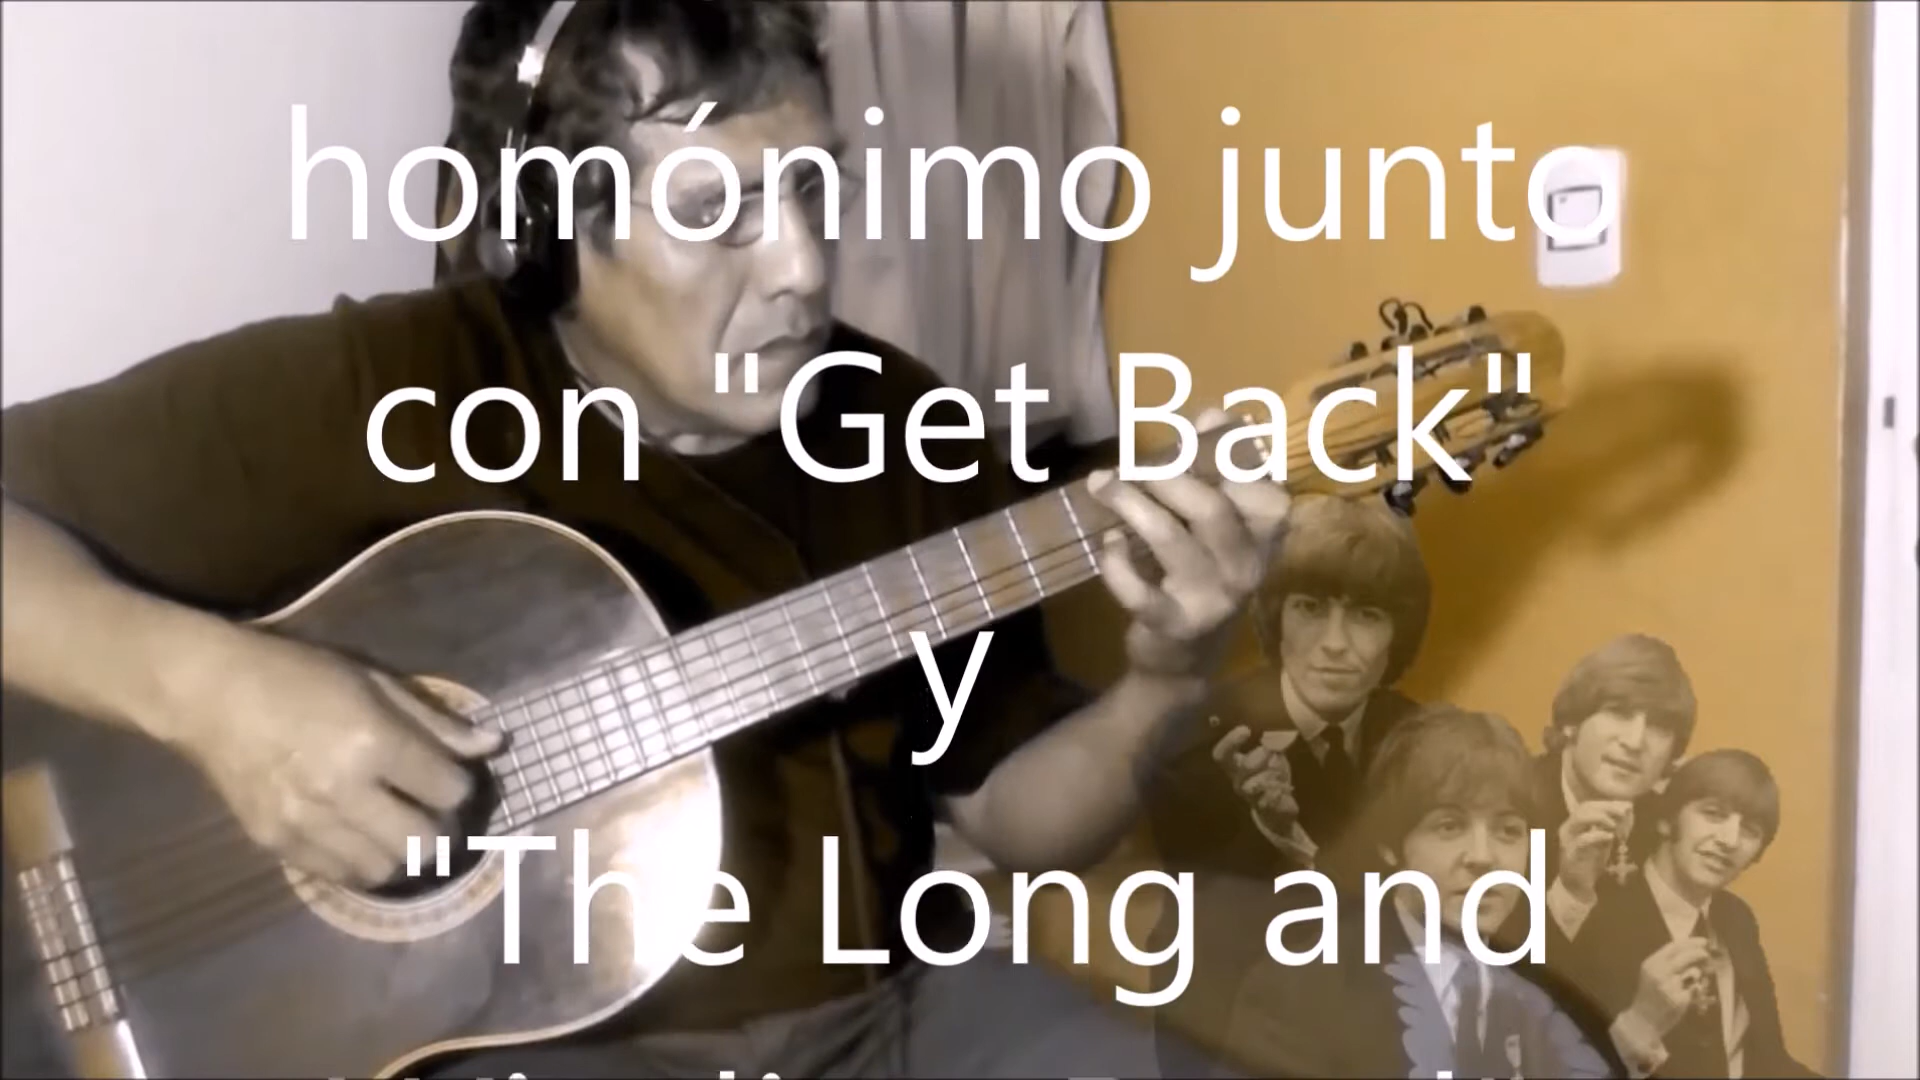 homónimo junto
con "Get Back"
y
"The Long and